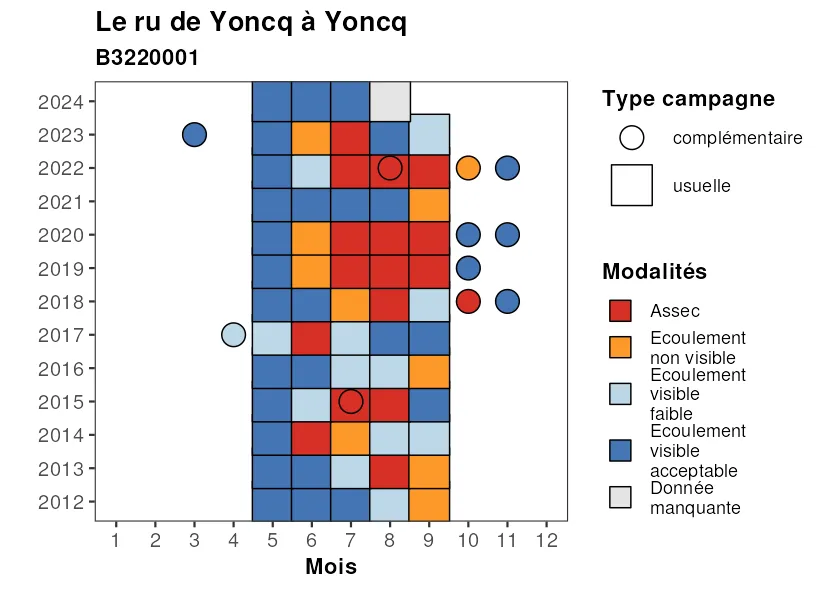 Le ru de Yoncq à Yoncq
B3220001
2024
2023
2022
2021
2020
2019
2018
2017
2016
2015
2014
2013
2012
1 2 3 4 5 6 7 8 9 10 11 12
Mois
Type campagne
complémentaire
usuelle
Modalités
Assec
Ecoulement
non visible
Ecoulement
visible
faible
Ecoulement
visible
acceptable
Donnée
manquante